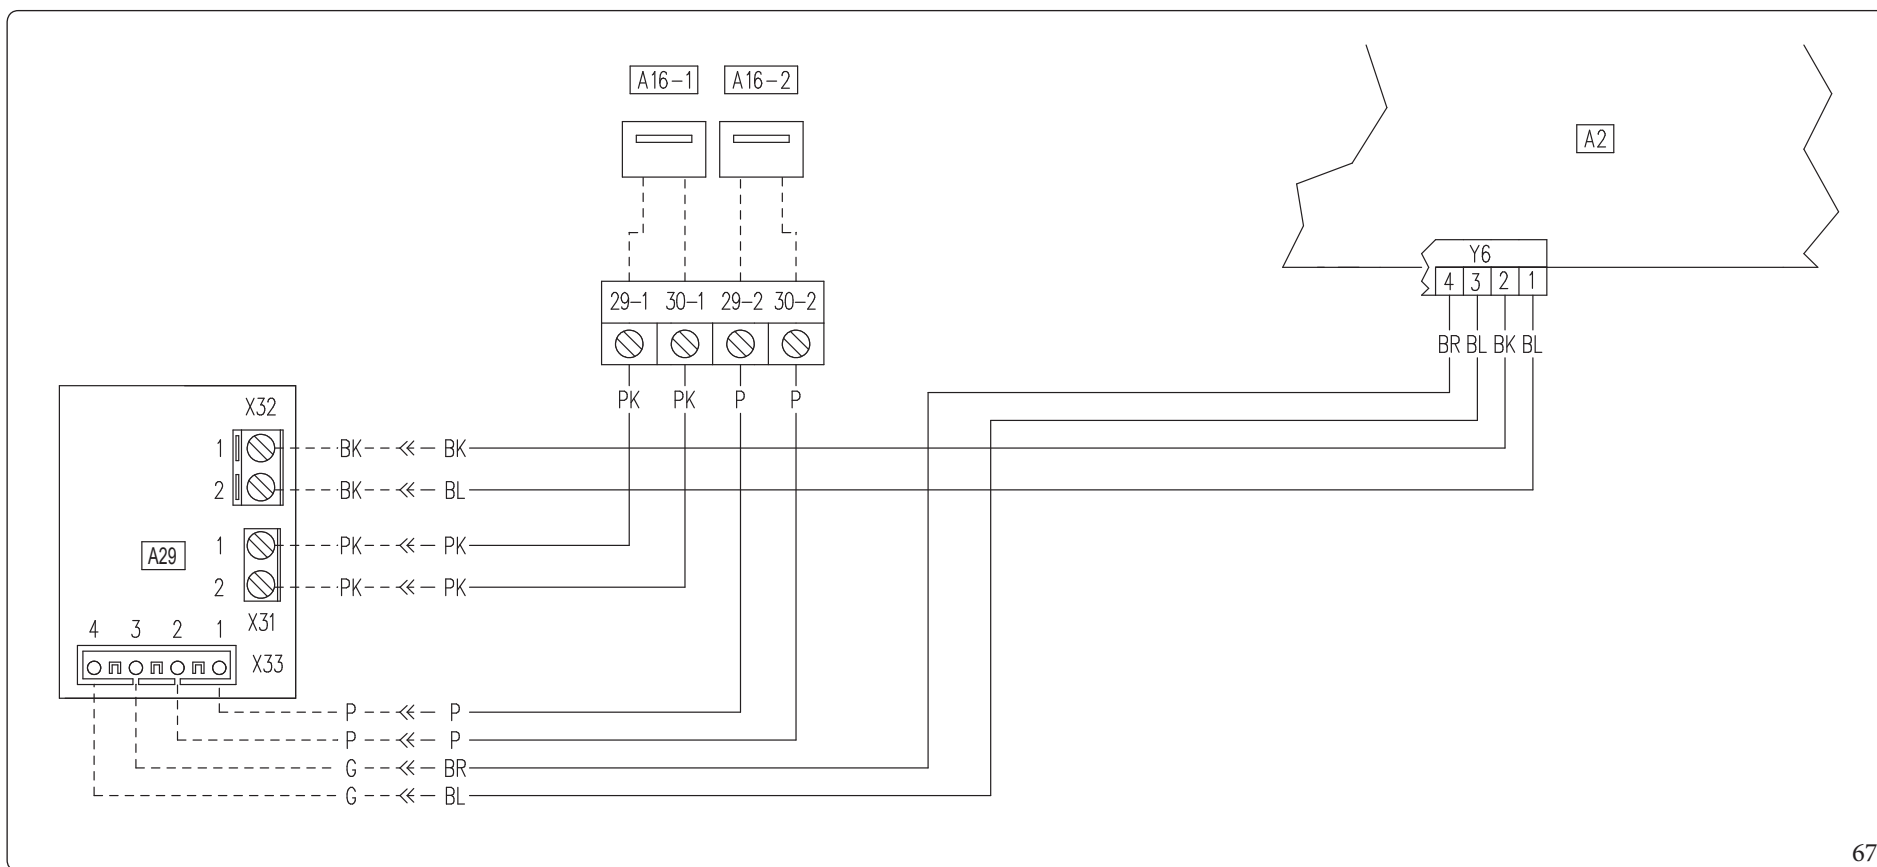 A16-1 A16-2
A2
Y6
4 3 2 1
29-1 30-1 29-2 30-2
BR BL BK BL
PK PK P P
X32
1 BK BK
2 BK BL
A29
1 PK PK
2 PK PK
X31
4 3 2 1
X33
P P
P P
G BR
G BL
67